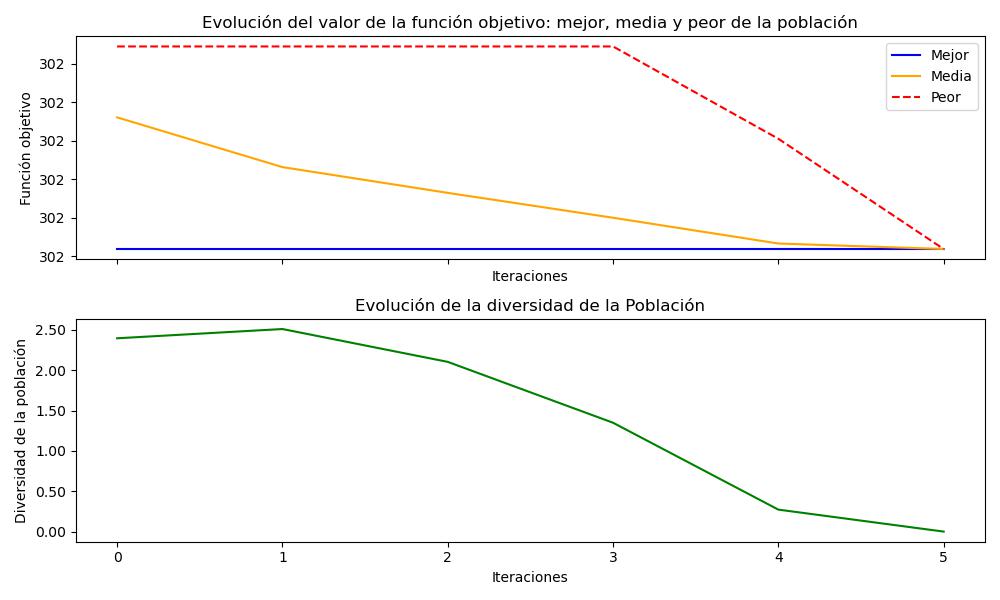 Evolución del valor de la función objetivo: mejor, media y peor de la población
Función objetivo
302
302
302
302
302
302
Mejor
Media
Peor
Iteraciones
Evolución de la diversidad de la Población
Diversidad de la población
2.50
2.00
1.50
1.00
0.50
0.00
0 1 2 3 4 5
Iteraciones